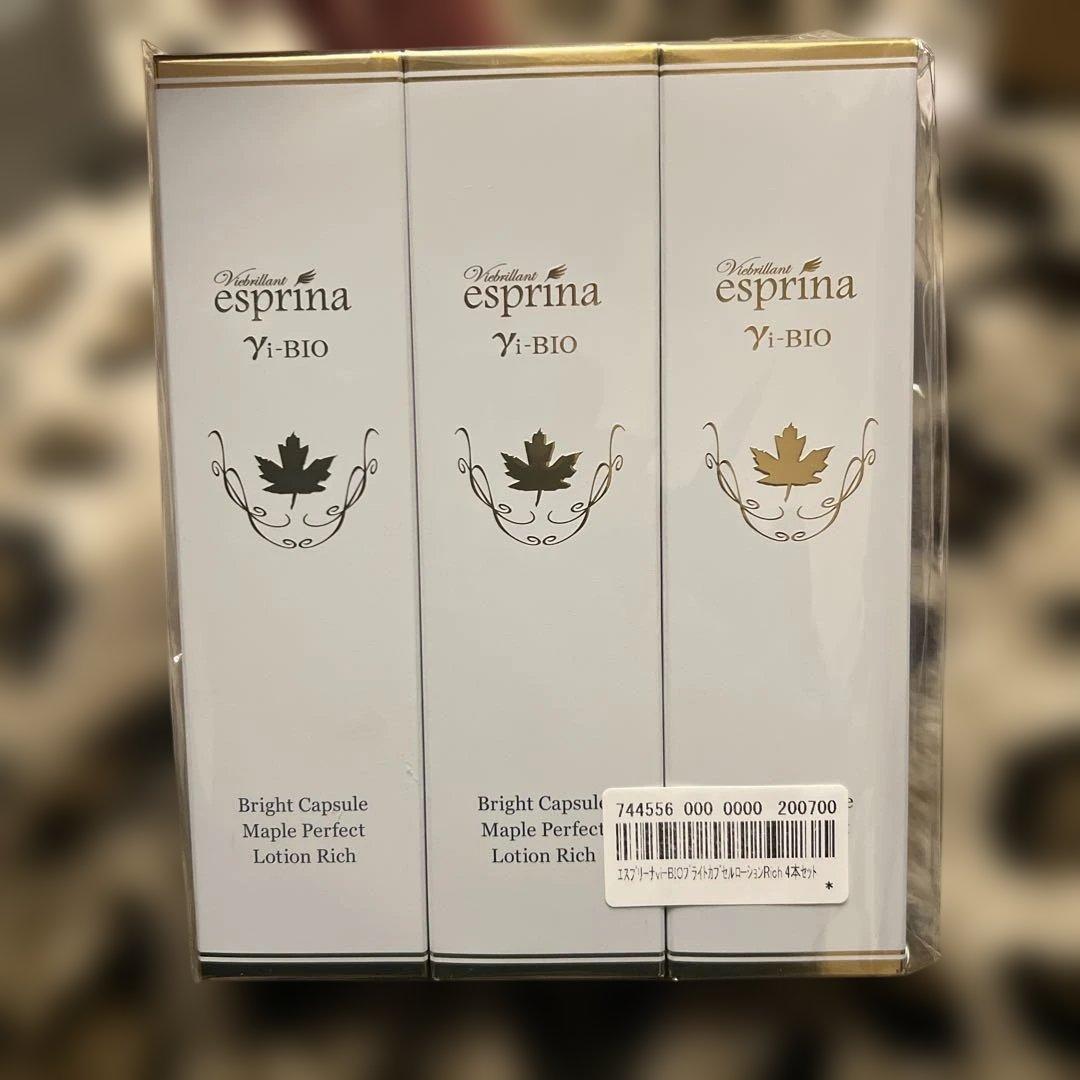 Viebrillant
esprina
γi-BIO
Bright Capsule
Maple Perfect
Lotion Rich
Viebrillant
esprina
γi-BIO
Bright Capsule
Maple Perfect
Lotion Rich
Viebrillant
esprina
γi-BIO
744556 000 0000 200700
エスプリーナvi-BIOブライトカプセルローションRich 4本セット
*